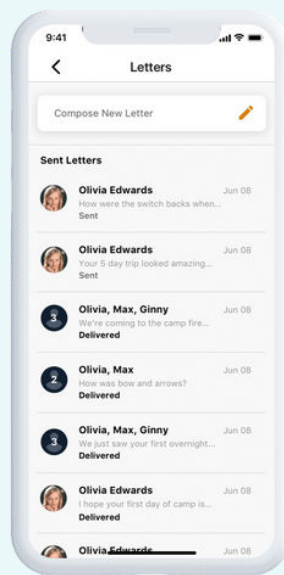 9:41
Letters
Compose New Letter
Sent Letters
Olivia Edwards Jun 08
How were the switch backs when...
Sent
Olivia Edwards Jun 08
Your 5 day trip looked amazing...
Sent
3 Olivia, Max, Ginny Jun 08
We're coming to the camp fire...
Delivered
2 Olivia, Max Jun 08
How was bow and arrows?
Delivered
3 Olivia, Max, Ginny Jun 08
We just saw your first overnight...
Delivered
Olivia Edwards Jun 08
I hope your first day of camp is...
Delivered
Olivia Edwards Jun 08